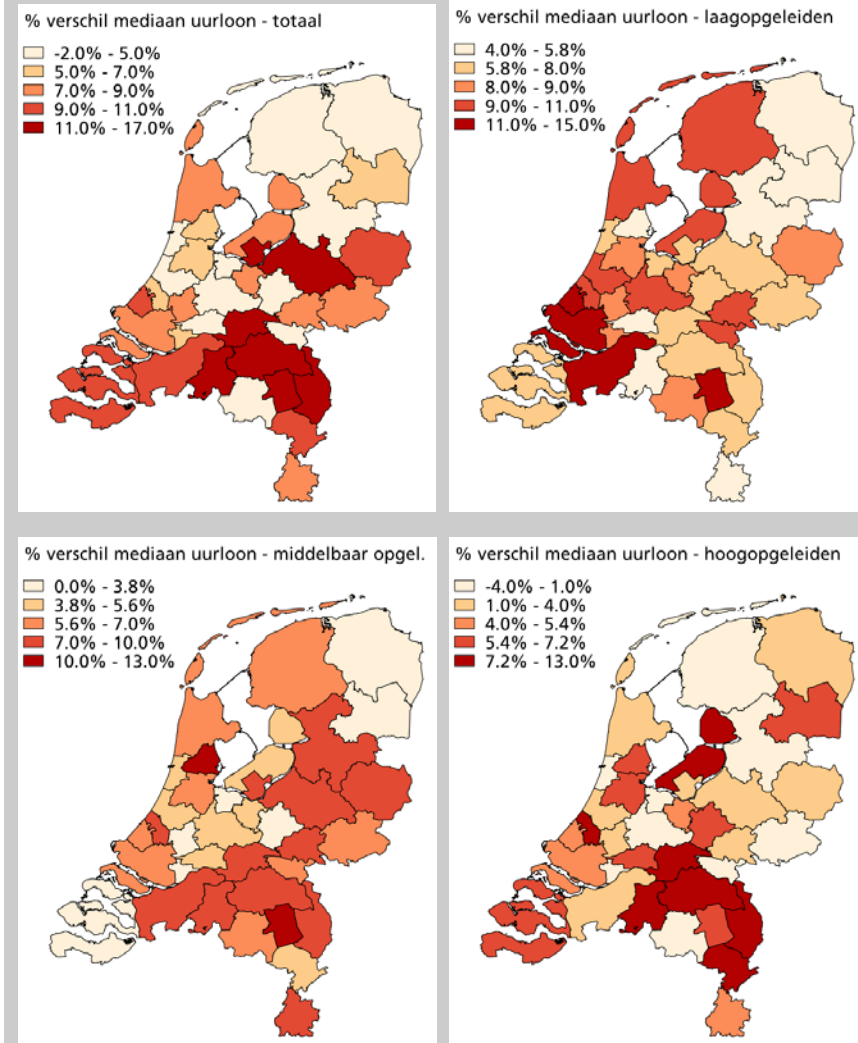 % verschil mediaan uurloon - totaal
-2.0% - 5.0%
5.0% - 7.0%
7.0% - 9.0%
9.0% - 11.0%
11.0% - 17.0%
% verschil mediaan uurloon - laagopgeleiden
4.0% - 5.8%
5.8% - 8.0%
8.0% - 9.0%
9.0% - 11.0%
11.0% - 15.0%
% verschil mediaan uurloon - middelbaar opgel.
0.0% - 3.8%
3.8% - 5.6%
5.6% - 7.0%
7.0% - 10.0%
10.0% - 13.0%
% verschil mediaan uurloon - hoogopgeleiden
-4.0% - 1.0%
1.0% - 4.0%
4.0% - 5.4%
5.4% - 7.2%
7.2% - 13.0%